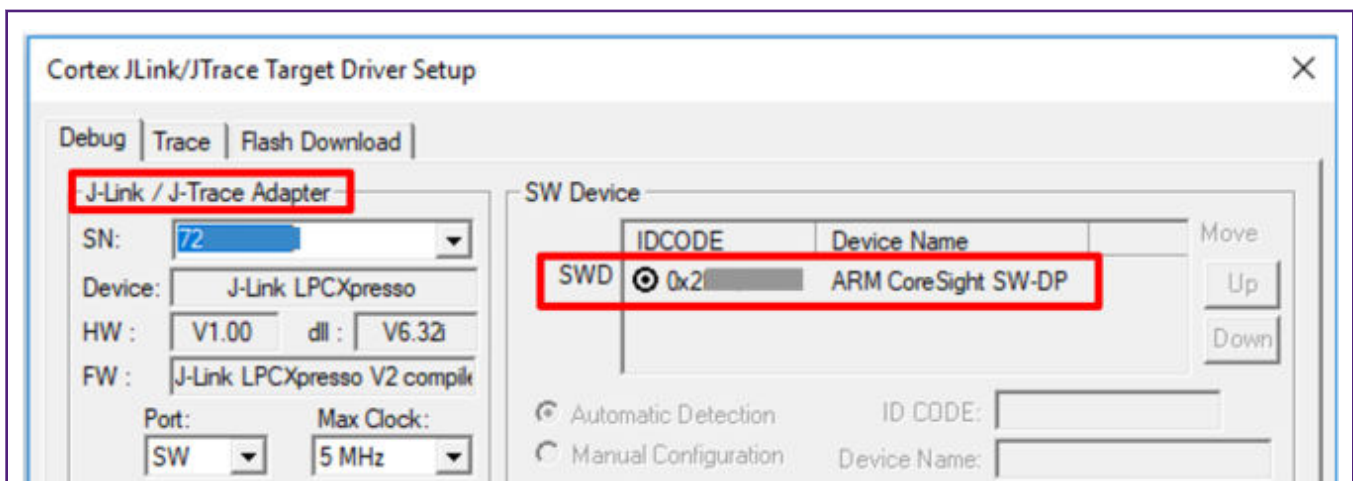 Cortex JLink/JTrace Target Driver Setup
Debug Trace Flash Download
J-Link / J-Trace Adapter
SN: 72
Device: J-Link LPCXpresso
HW : V1.00 dll : V6.32i
FW : J-Link LPCXpresso V2 compile
Port: Max Clock:
SW 5 MHz
SW Device
IDCODE Device Name
SWD 0x2 ARM CoreSight SW-DP
Move
Up
Down
Automatic Detection ID CODE:
Manual Configuration Device Name: